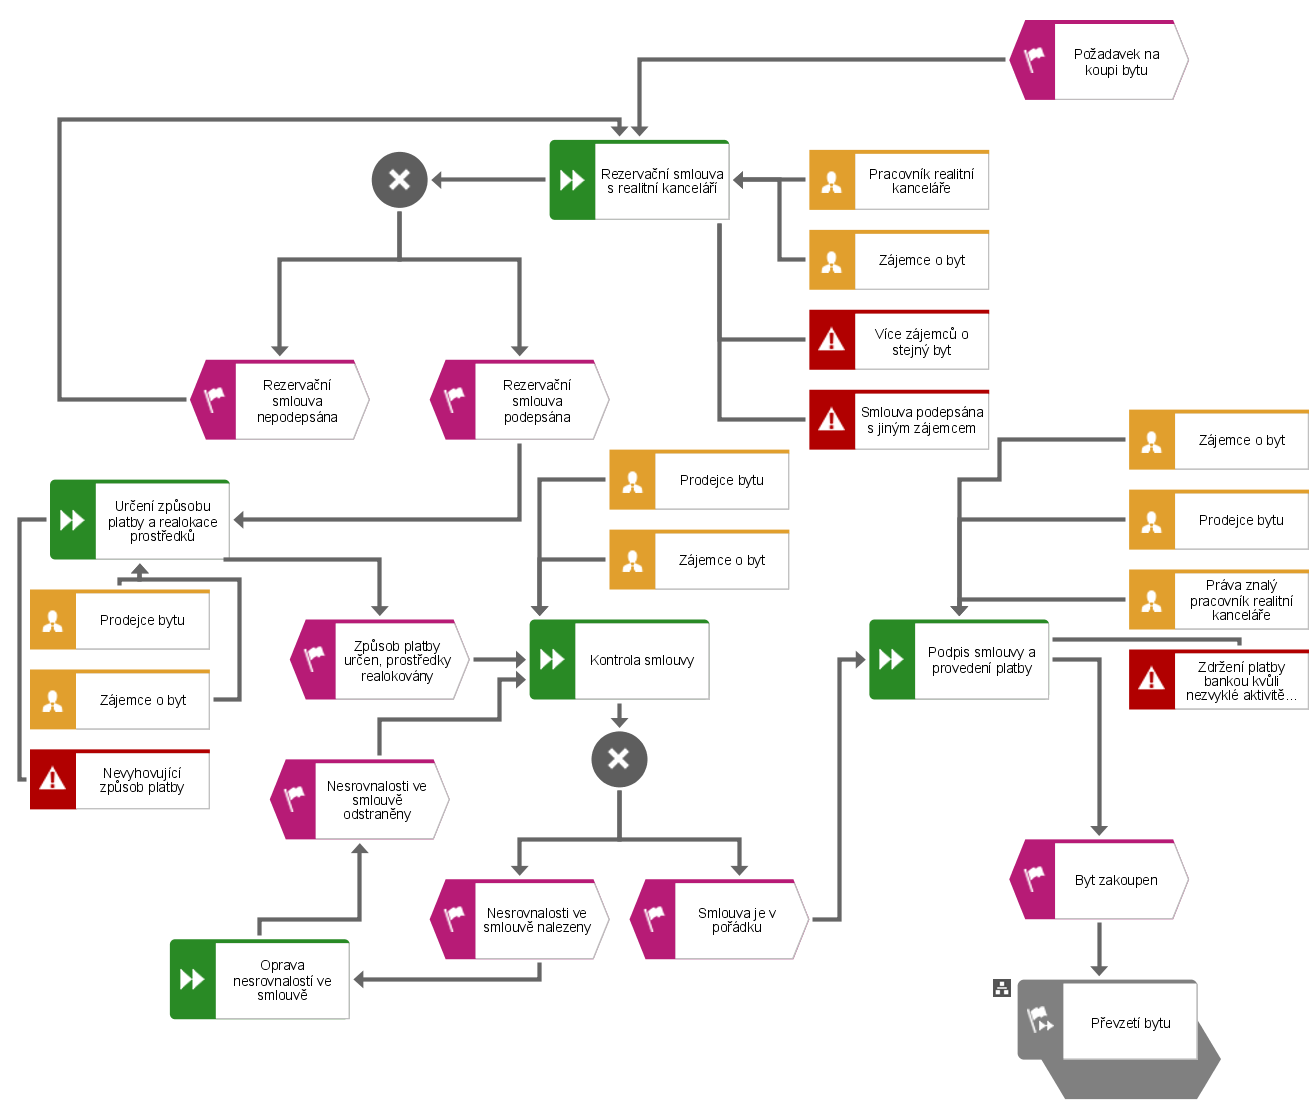 Požadavek na
koupi bytu
Rezervační smlouva
s realitní kanceláří
Pracovník realitní
kanceláře
Zájemce o byt
Více zájemců o
stejný byt
Smlouva podepsána
s jiným zájemcem
Rezervační
smlouva
nepodepsána
Rezervační
smlouva
podepsána
Zájemce o byt
Prodejce bytu
Práva znalý
pracovník realitní
kanceláře
Prodejce bytu
Zájemce o byt
Určení způsobu
platby a realokace
prostředků
Prodejce bytu
Zájemce o byt
Nevyhovující
způsob platby
Způsob platby
určen, prostředky
realokovány
Kontrola smlouvy
Podpis smlouvy a
provedení platby
Zdržení platby
bankou kvůli
nezvyklé aktivitě...
Nesrovnalosti ve
smlouvě
odstraněny
Nesrovnalosti ve
smlouvě nalezeny
Smlouva je v
pořádku
Byt zakoupen
Oprava
nesrovnalostí ve
smlouvě
Převzetí bytu